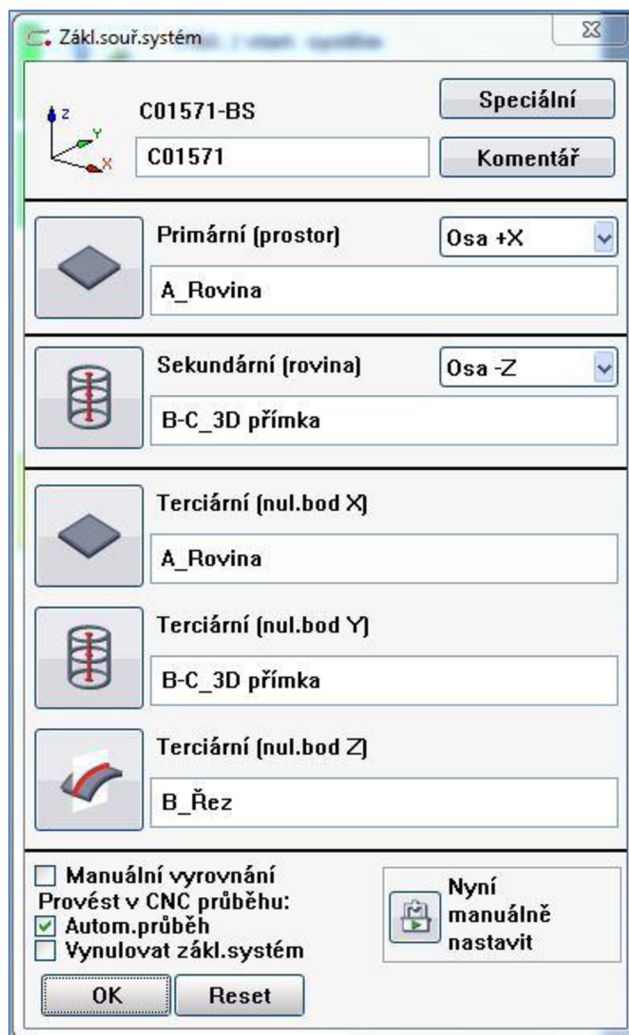 Zákl.souř.systém
Z
Y
X
C01571-BS
Speciální
C01571
Komentář
Primární (prostor)
Osa +X
A_Rovina
Sekundární (rovina)
Osa -Z
B-C_3D přímka
Terciární (nul.bod X)
A_Rovina
Terciární (nul.bod Y)
B-C_3D přímka
Terciární (nul.bod Z)
B_Řez
Manuální vyrovnání
Provést v CNC průběhu:
Autom.průběh
Vynulovat zákl.systém
Nyní
manuálně
nastavit
OK
Reset